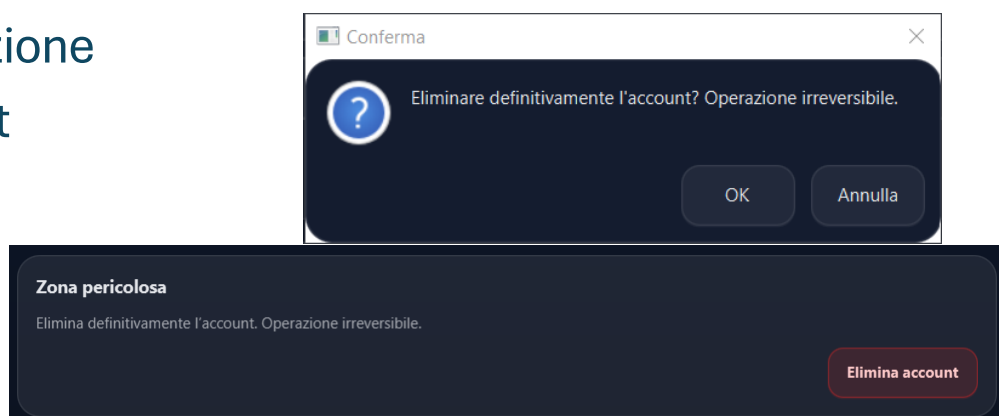 zione
t
Conferma
Eliminare definitivamente l'account? Operazione irreversibile.
OK Annulla
Zona pericolosa
Elimina definitivamente l'account. Operazione irreversibile.
Elimina account